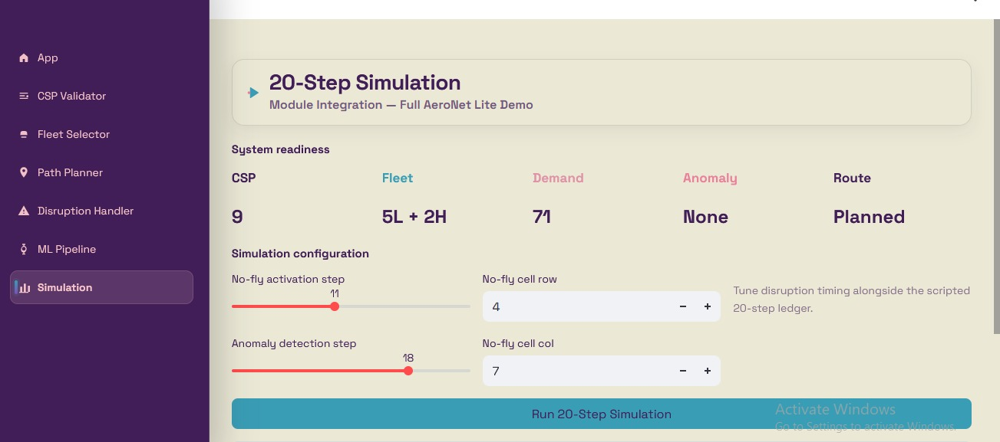 App
CSP Validator
Fleet Selector
Path Planner
Disruption Handler
ML Pipeline
Simulation
20-Step Simulation
Module Integration — Full AeroNet Lite Demo
System readiness
CSP
Fleet
Demand
Anomaly
Route
9
5L + 2H
71
None
Planned
Simulation configuration
No-fly activation step
11
No-fly cell row
4
− +
Tune disruption timing alongside the scripted
20-step ledger.
Anomaly detection step
18
No-fly cell col
7
− +
Run 20-Step Simulation
Activate Windows
Go to Settings to activate Windows.